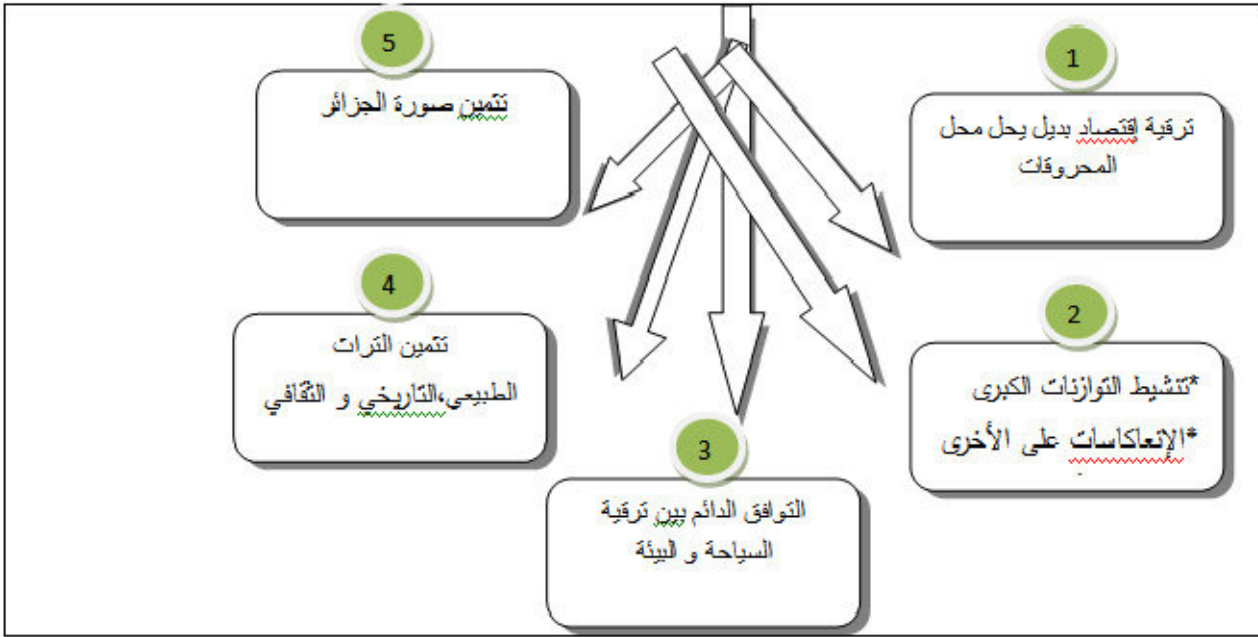 1
ترقية إقتصاد بديل يحل محل
المحروقات
2
*تنشيط التوازنات الكبرى
*الإنعاكاسات على الأخرى
3
التوافق الدائم بين ترقية
السياحة و البيئة
4
تثمين التراث
الطبيعي،التاريخي و الثقافي
5
تثمين صورة الجزائر